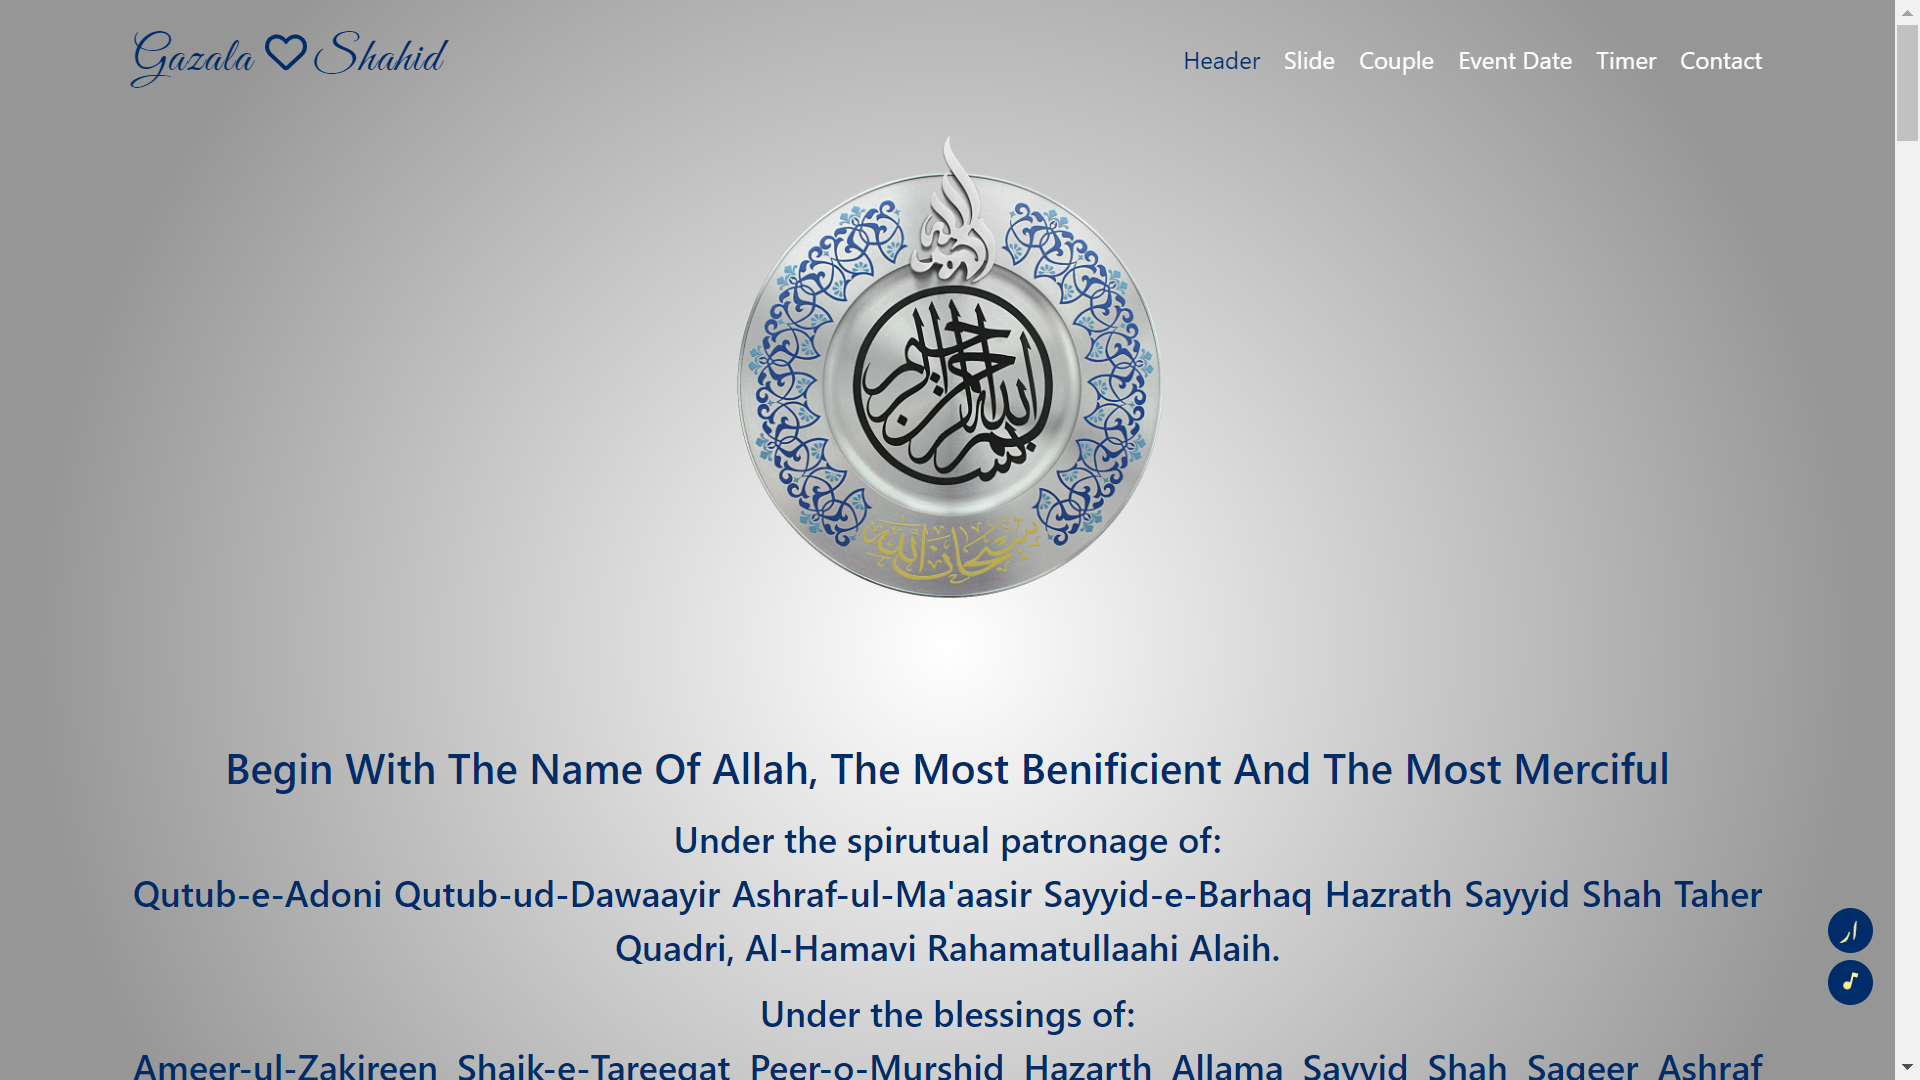 Gazala Shahid
Header Slide Couple Event Date Timer Contact
الله
بسم الله الرحمن الرحيم
سُبْحَانَ اللَّه
Begin With The Name Of Allah, The Most Benificient And The Most Merciful
Under the spirutual patronage of:
Qutub-e-Adoni Qutub-ud-Dawaayir Ashraf-ul-Ma'aasir Sayyid-e-Barhaq Hazrath Sayyid Shah Taher
Quadri, Al-Hamavi Rahamatullaahi Alaih.
Under the blessings of:
Ameer-ul-Zakireen Shaik-e-Tareeqat Peer-o-Murshid Hazarth Allama Sayyid Shah Sageer Ashraf
ار